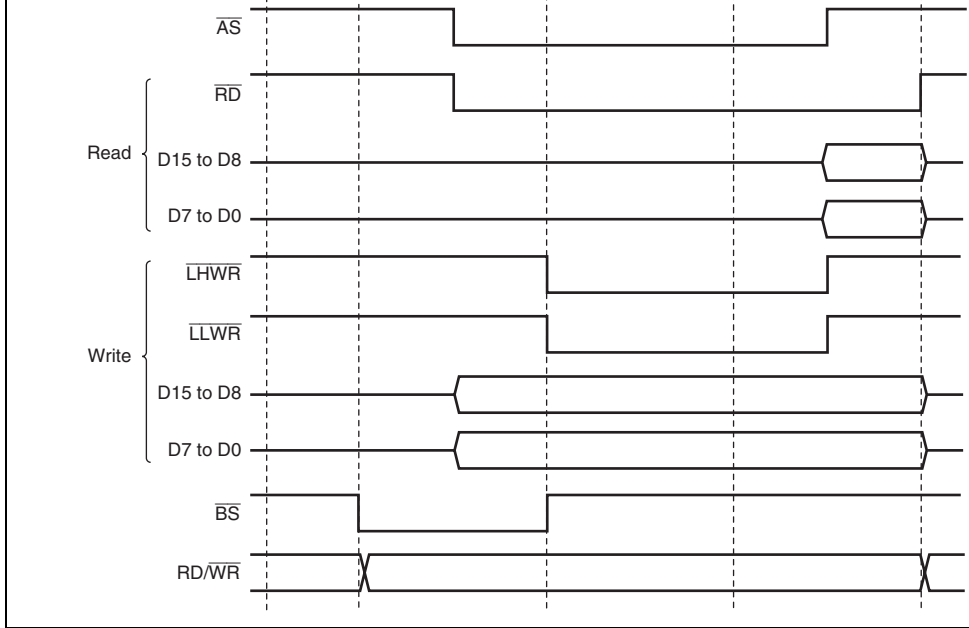 AS
RD
Read
D15 to D8
D7 to D0
LHWR
LLWR
Write
D15 to D8
D7 to D0
BS
RD/WR